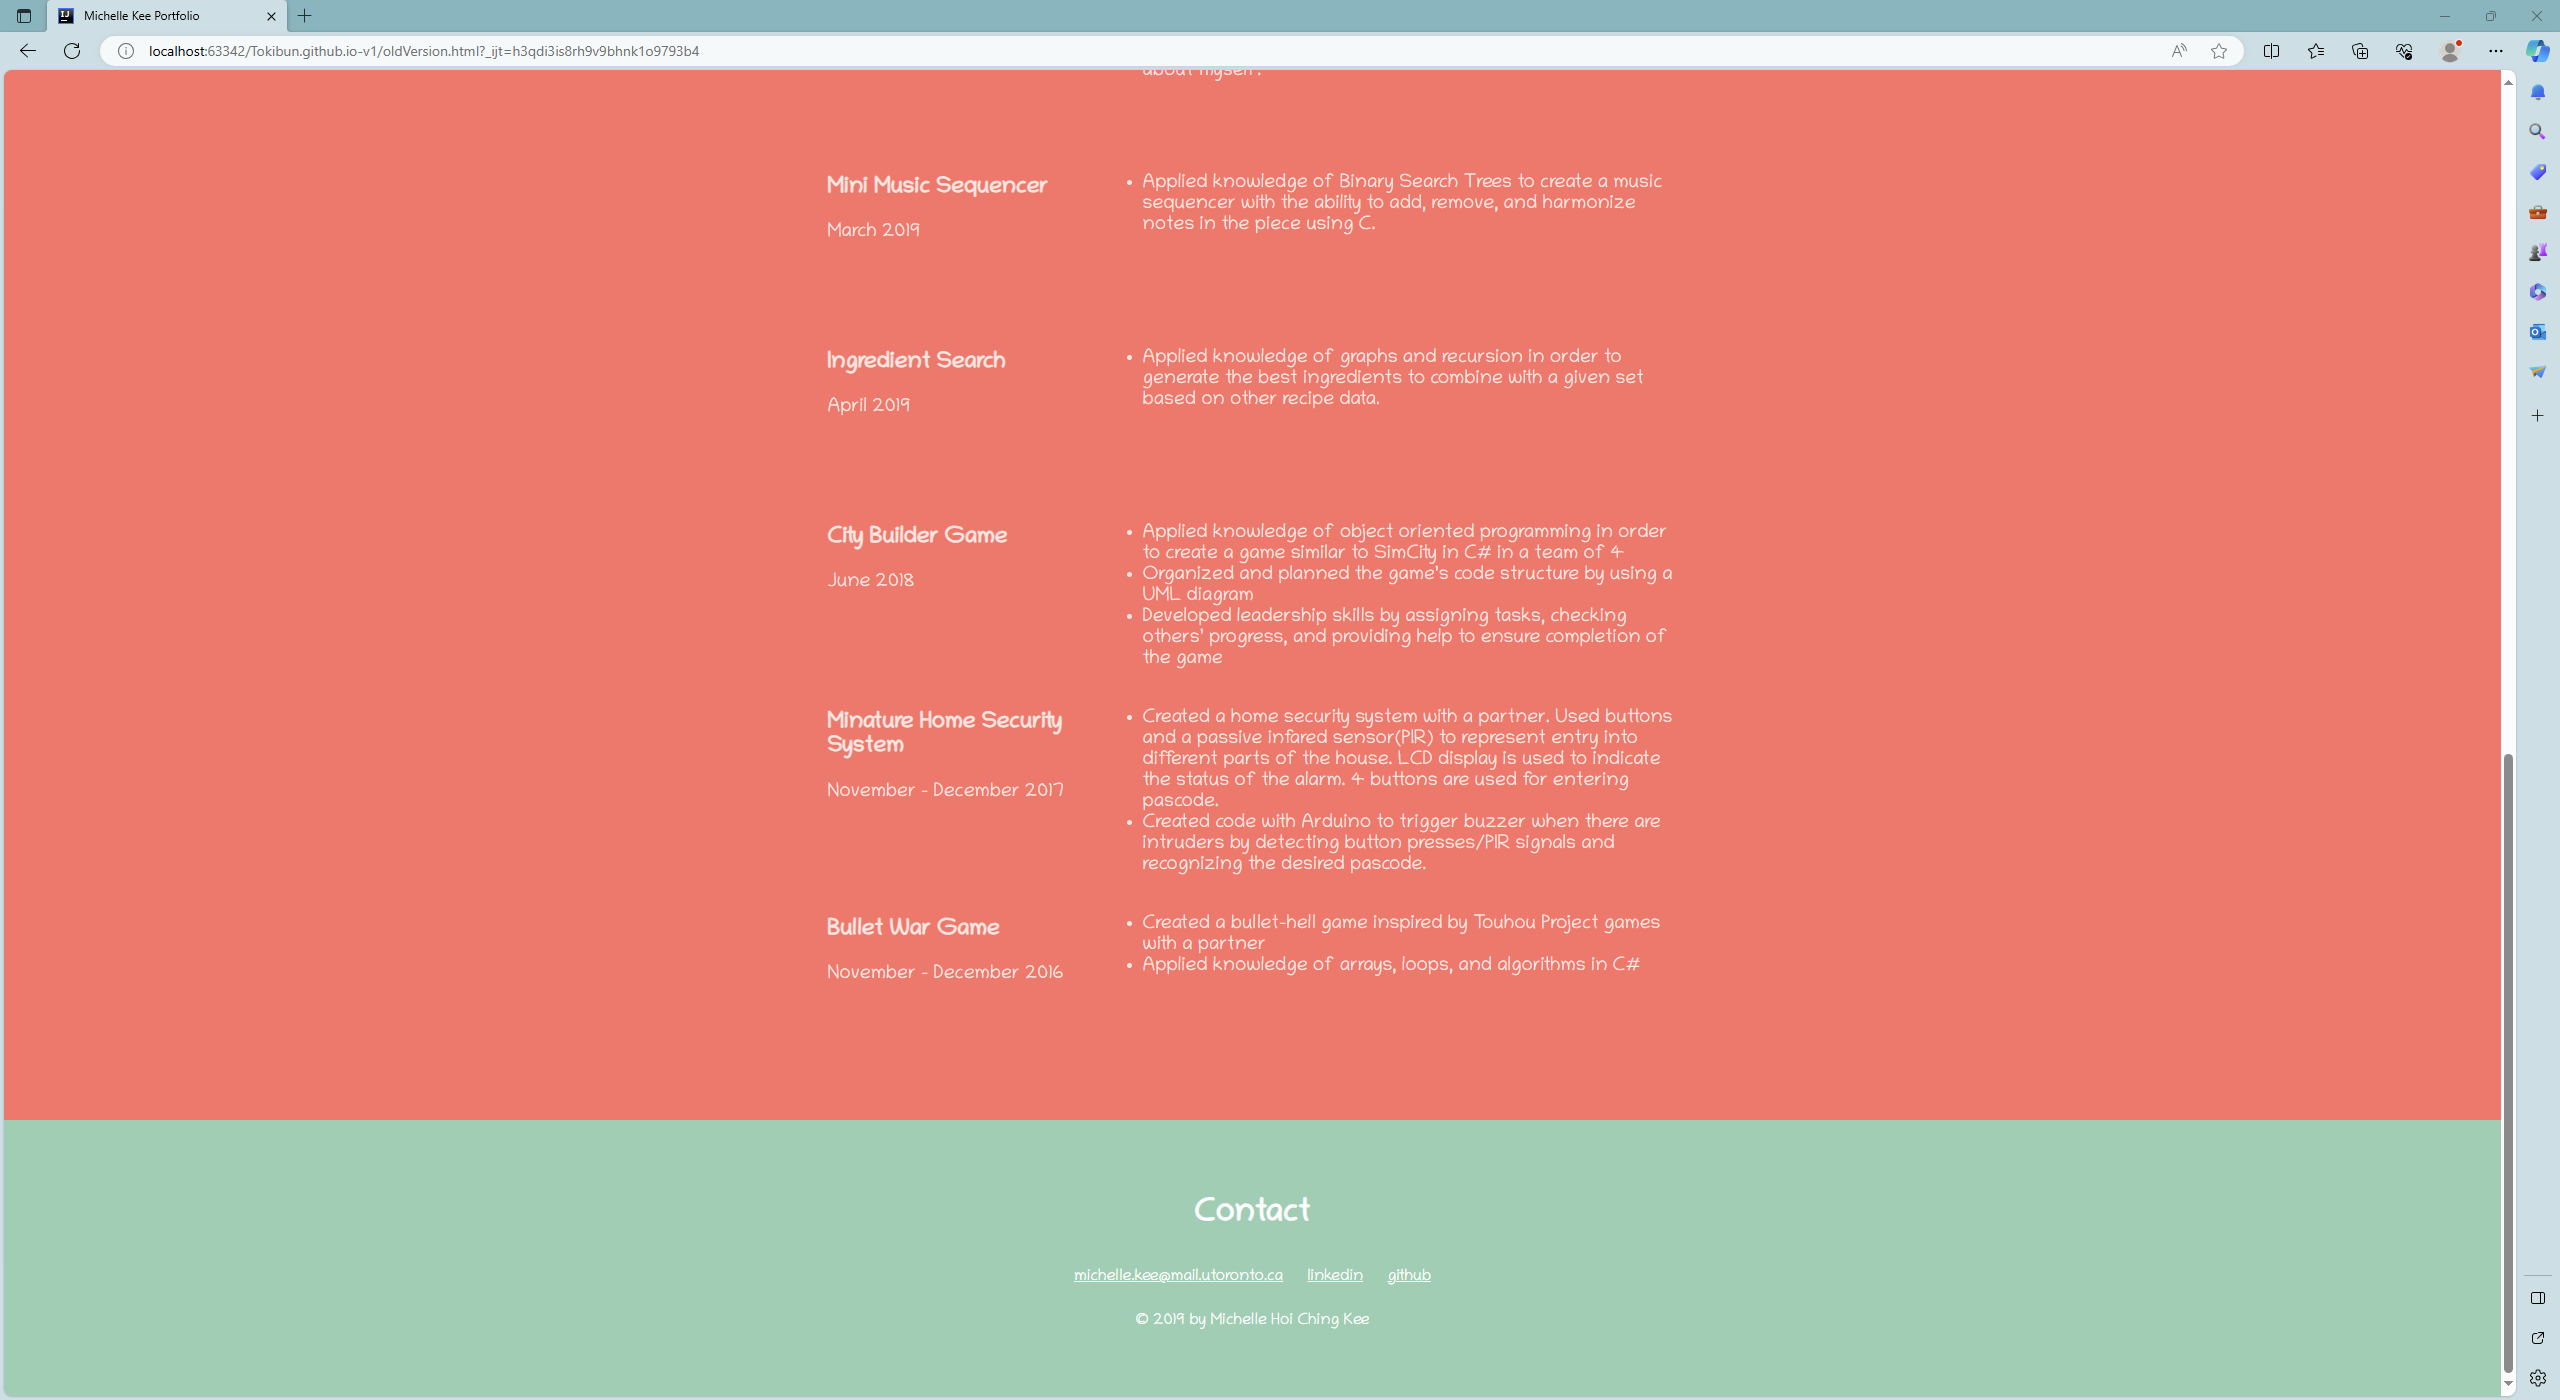 Michelle Kee Portfolio
localhost:63342/Tokibun.github.io-v1/oldVersion.html?_ijt=h3qdi3is8rh9v9bhnk1o9793b4
about myself.
Mini Music Sequencer
March 2019
• Applied knowledge of Binary Search Trees to create a music
sequencer with the ability to add, remove, and harmonize
notes in the piece using C.
Ingredient Search
April 2019
• Applied knowledge of graphs and recursion in order to
generate the best ingredients to combine with a given set
based on other recipe data.
City Builder Game
June 2018
• Applied knowledge of object oriented programming in order
to create a game similar to SimCity in C# in a team of 4
• Organized and planned the game's code structure by using a
UML diagram
• Developed leadership skills by assigning tasks, checking
others' progress, and providing help to ensure completion of
the game
Minature Home Security
System
November - December 2017
• Created a home security system with a partner. Used buttons
and a passive infared sensor(PIR) to represent entry into
different parts of the house. LCD display is used to indicate
the status of the alarm. 4 buttons are used for entering
pascode.
• Created code with Arduino to trigger buzzer when there are
intruders by detecting button presses/PIR signals and
recognizing the desired pascode.
Bullet War Game
November - December 2016
• Created a bullet-hell game inspired by Touhou Project games
with a partner
• Applied knowledge of arrays, loops, and algorithms in C#
Contact
michelle.kee@mail.utoronto.ca linkedin github
© 2019 by Michelle Hoi Ching Kee